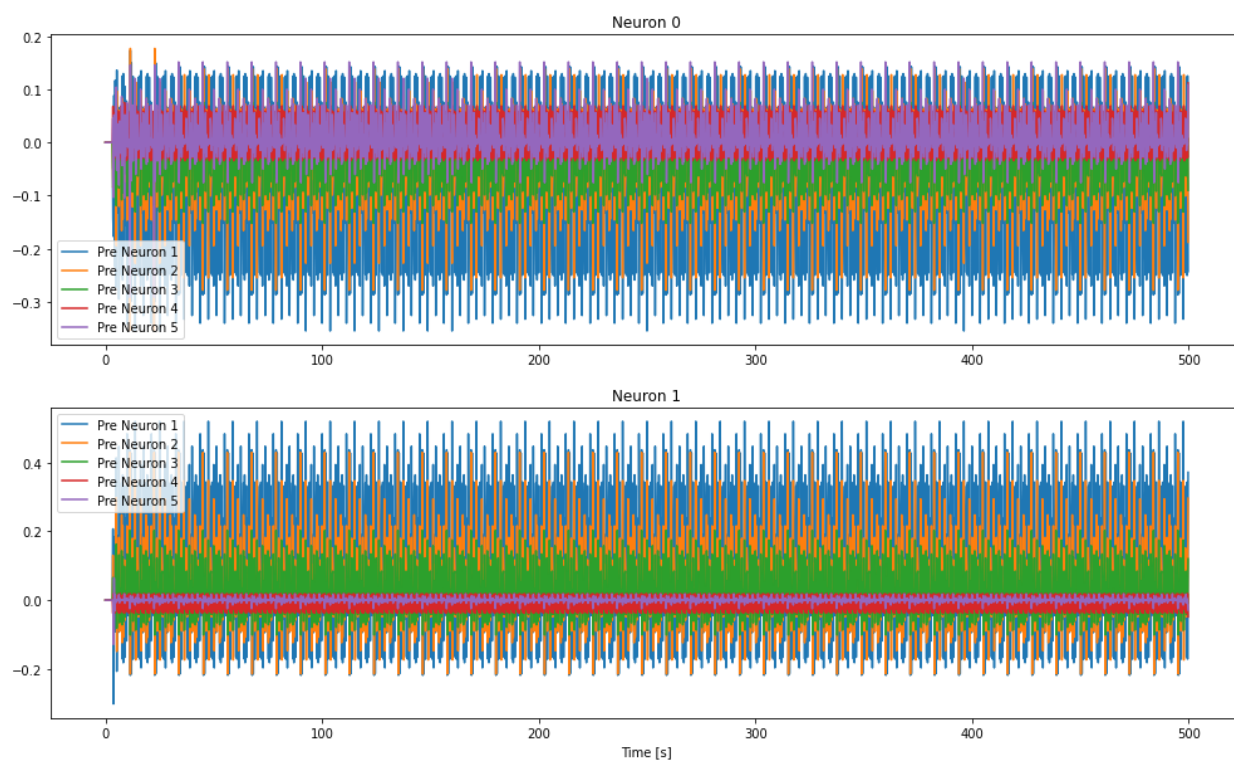 Neuron 0
0.2
0.1
0.0
−0.1
−0.2
−0.3
Pre Neuron 1
Pre Neuron 2
Pre Neuron 3
Pre Neuron 4
Pre Neuron 5
0 100 200 300 400 500
Neuron 1
0.4
0.2
0.0
−0.2
Pre Neuron 1
Pre Neuron 2
Pre Neuron 3
Pre Neuron 4
Pre Neuron 5
0 100 200 300 400 500
Time [s]